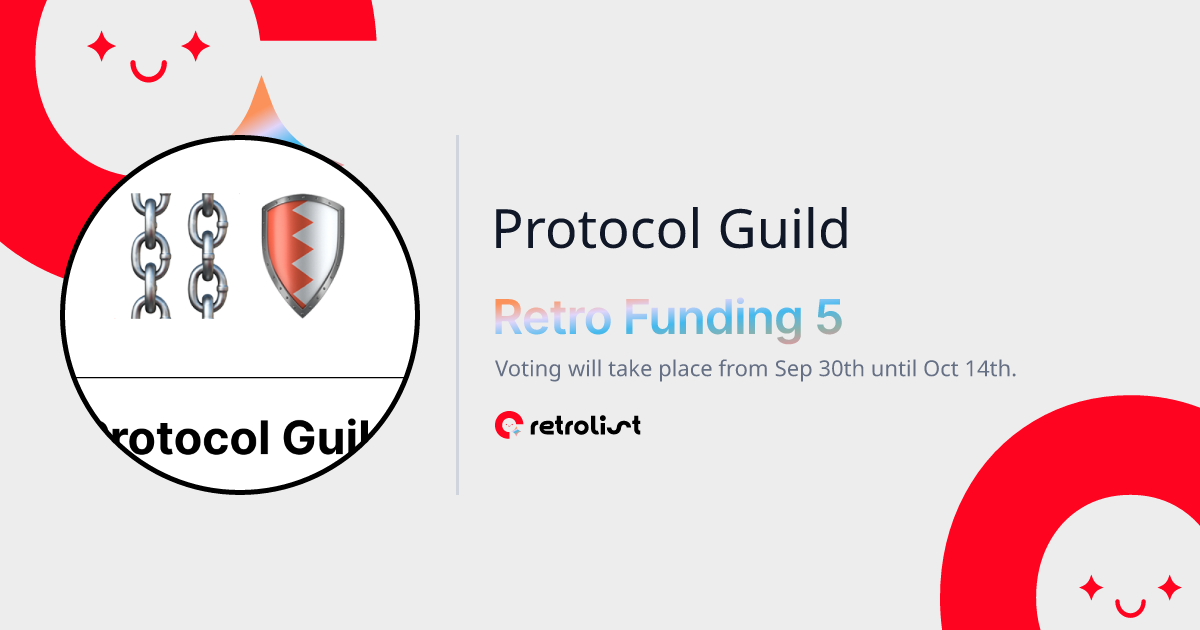 Protocol Guild
Retro Funding 5
Voting will take place from Sep 30th until Oct 14th.
retrolist
rotocol Guil